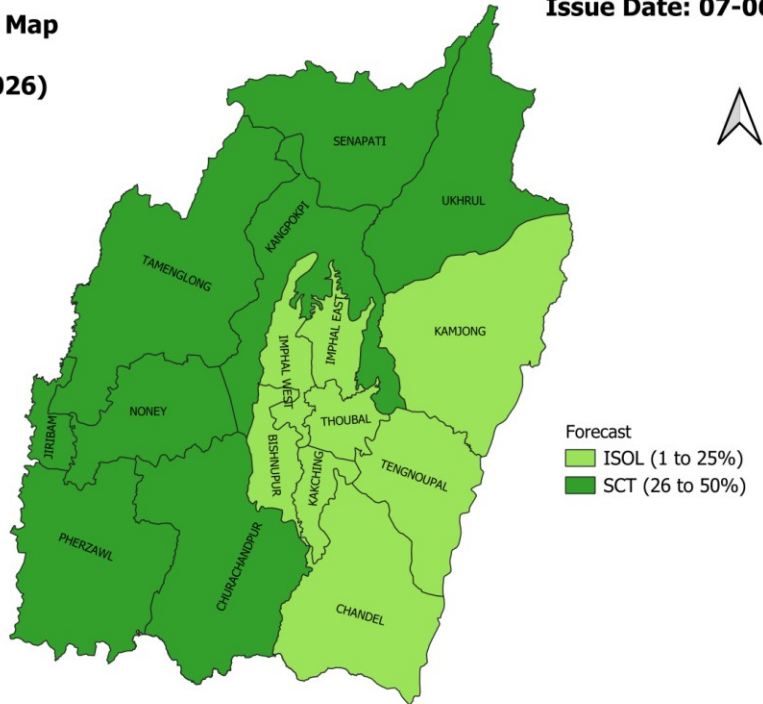 Map
Issue Date: 07-0
026)
SENAPATI
UKHRUL
KANGPOKPI
TAMENGLONG
KAMJONG
IMPHAL EAST
IMPHAL WEST
NONEY
THOUBAL
JIRIBAM
BISHNUPUR
KAKCHING
TENGNOUPAL
PHERZAWL
CHURACHANDPUR
CHANDEL
Forecast
ISOL (1 to 25%)
SCT (26 to 50%)